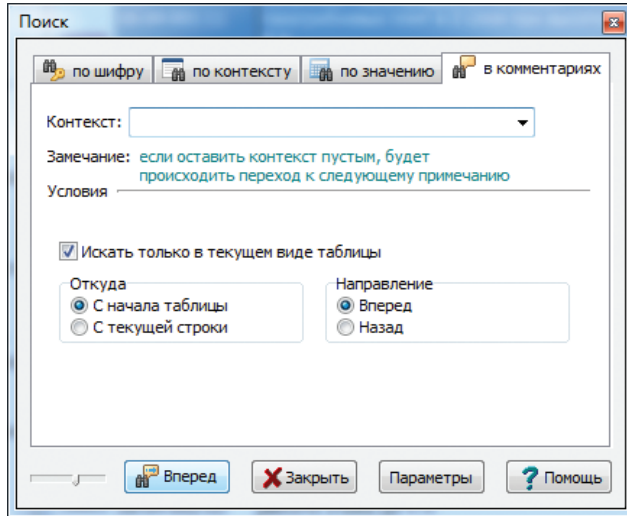 Поиск
по шифру по контексту по значению в комментариях
Контекст:
Замечание: если оставить контекст пустым, будет
происходить переход к следующему примечанию
Условия
Искать только в текущем виде таблицы
Откуда Направление
С начала таблицы Вперед
С текущей строки Назад
Вперед Закрыть Параметры ? Помощь